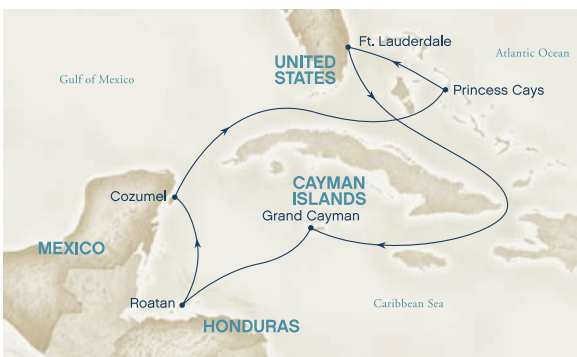 Ft. Lauderdale
Atlantic Ocean
UNITED
STATES
Gulf of Mexico
Princess Cays
CAYMAN
ISLANDS
Cozumel
Grand Cayman
MEXICO
Roatan
Caribbean Sea
HONDURAS